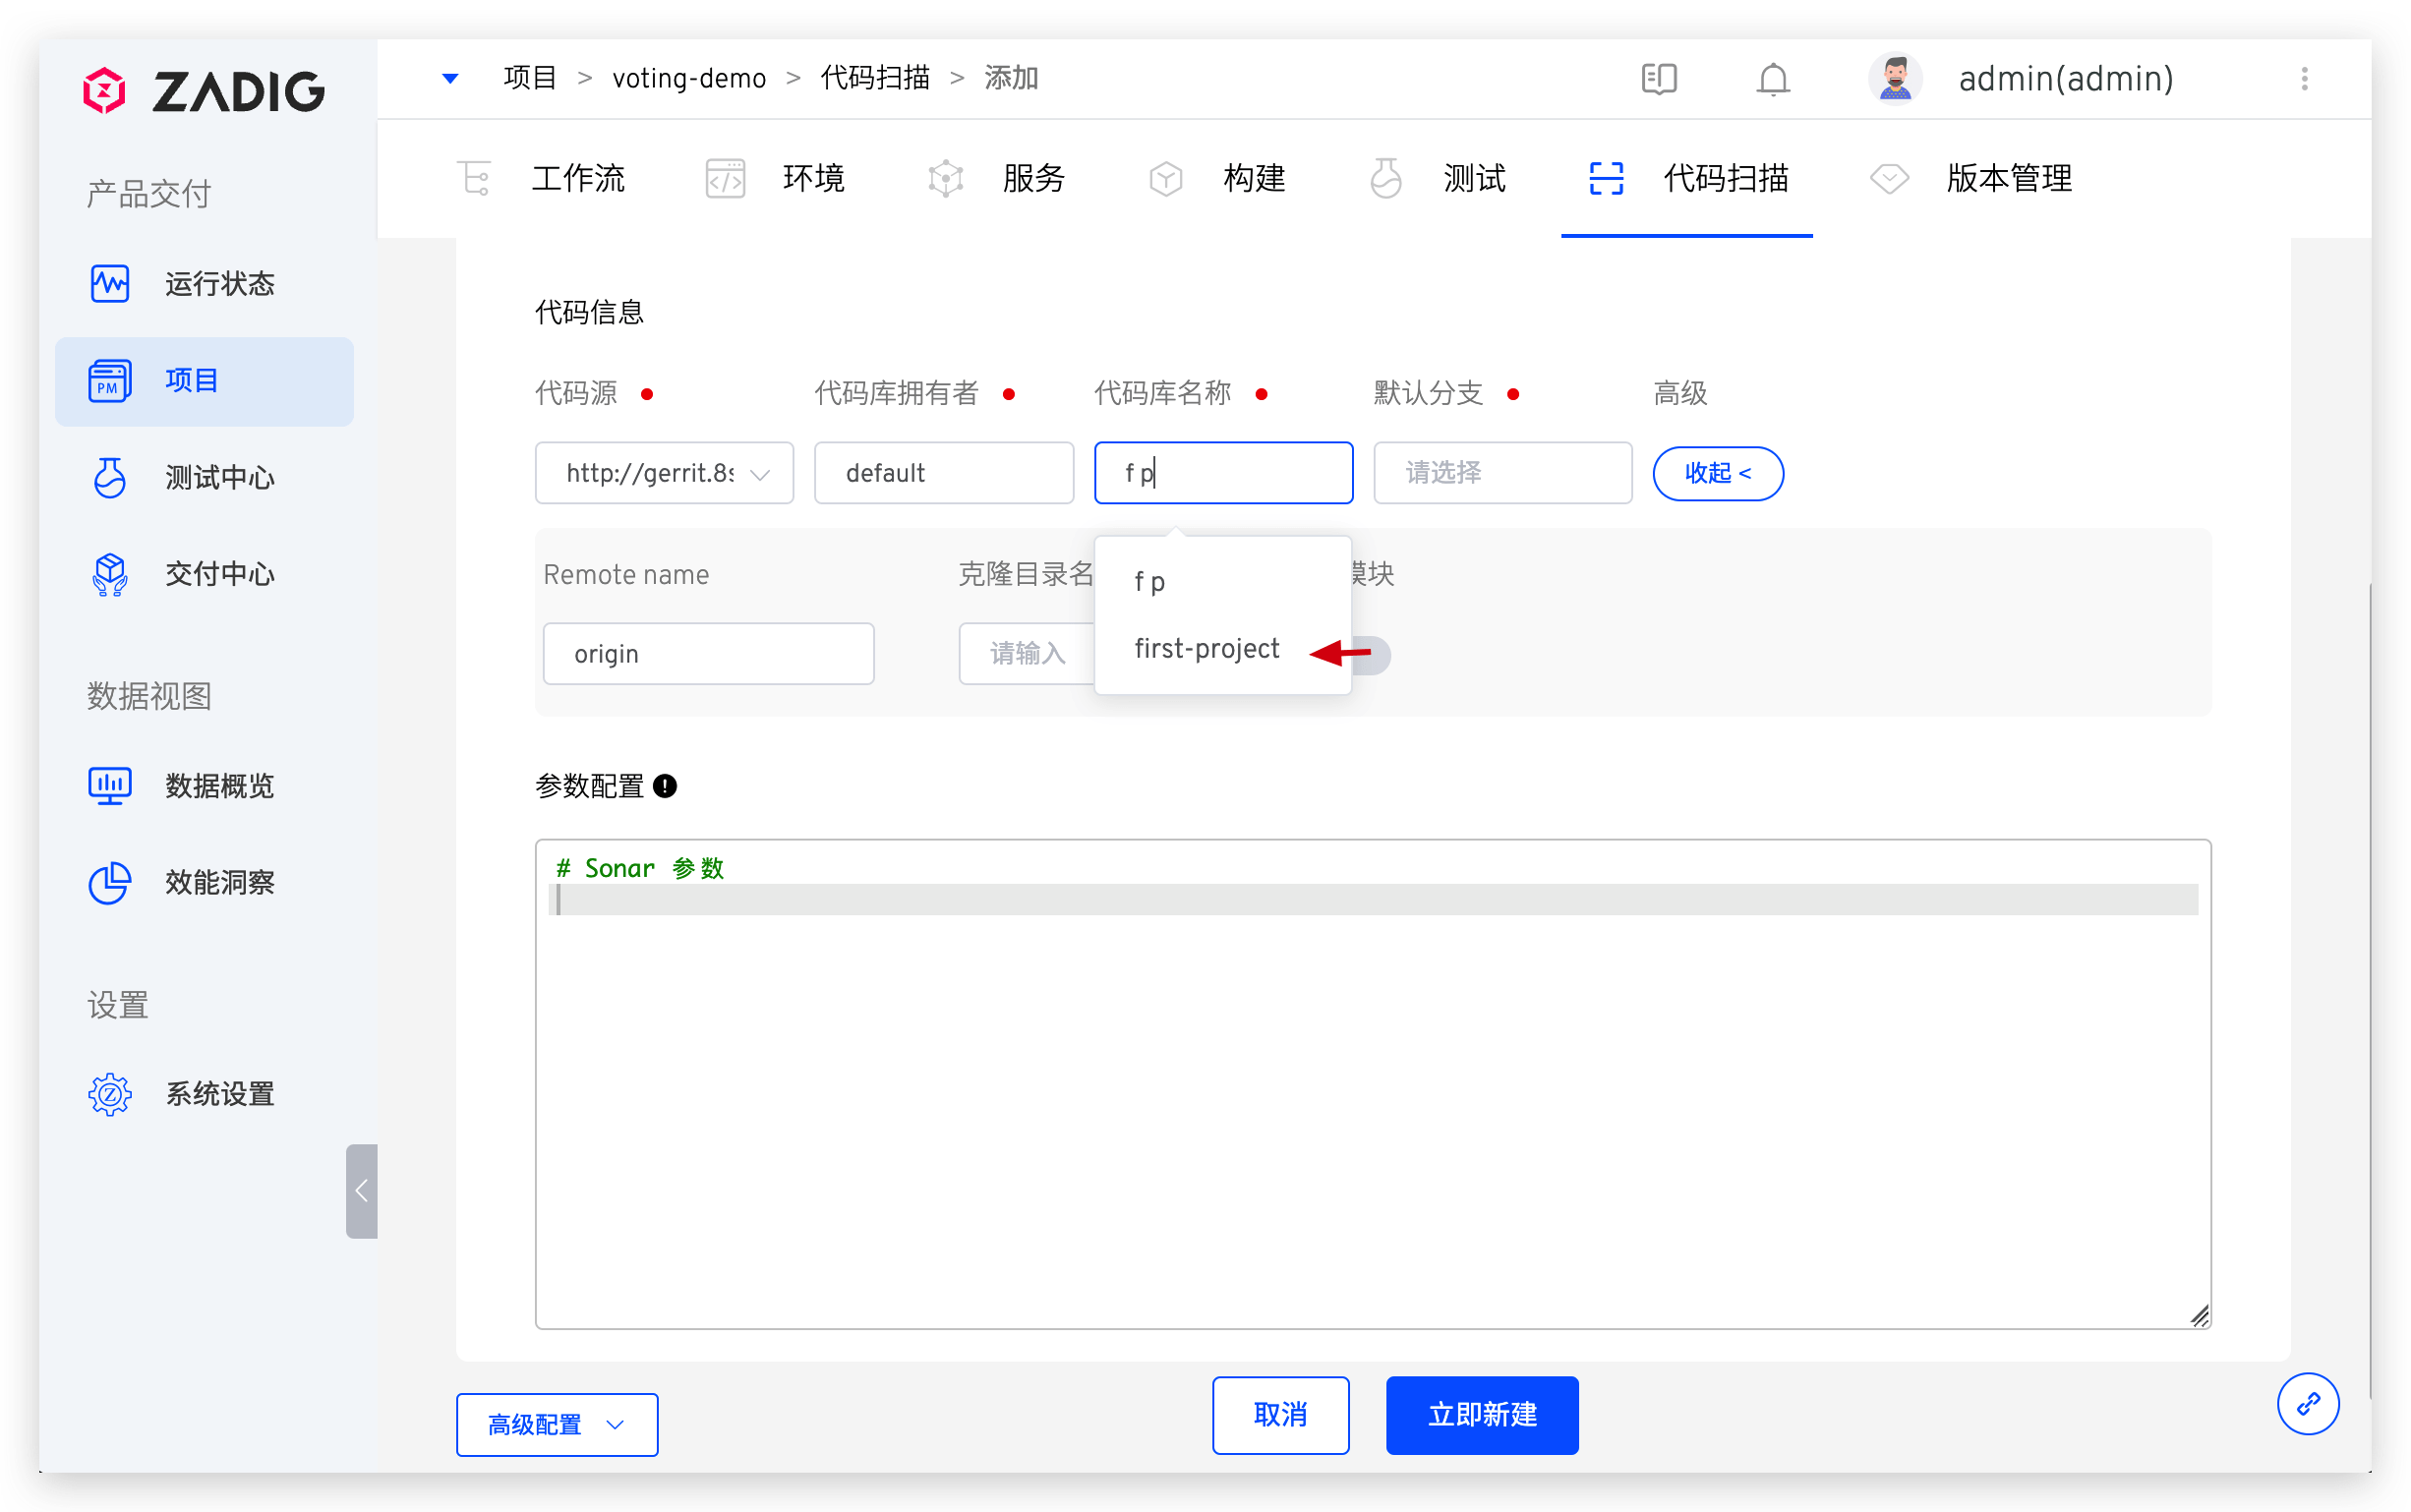 ZADIG
项目 > voting-demo > 代码扫描 > 添加
admin(admin)
产品交付
运行状态
PM
项目
测试中心
交付中心
数据视图
数据概览
效能洞察
设置
系统设置
工作流
环境
服务
构建
测试
代码扫描
版本管理
代码信息
代码源
代码库拥有者
代码库名称
默认分支
高级
http://gerrit.8s
default
f p
请选择
收起 <
Remote name
克隆目录名
模块
origin
请输入
f p
first-project
参数配置
# Sonar 参数
高级配置
取消
立即新建